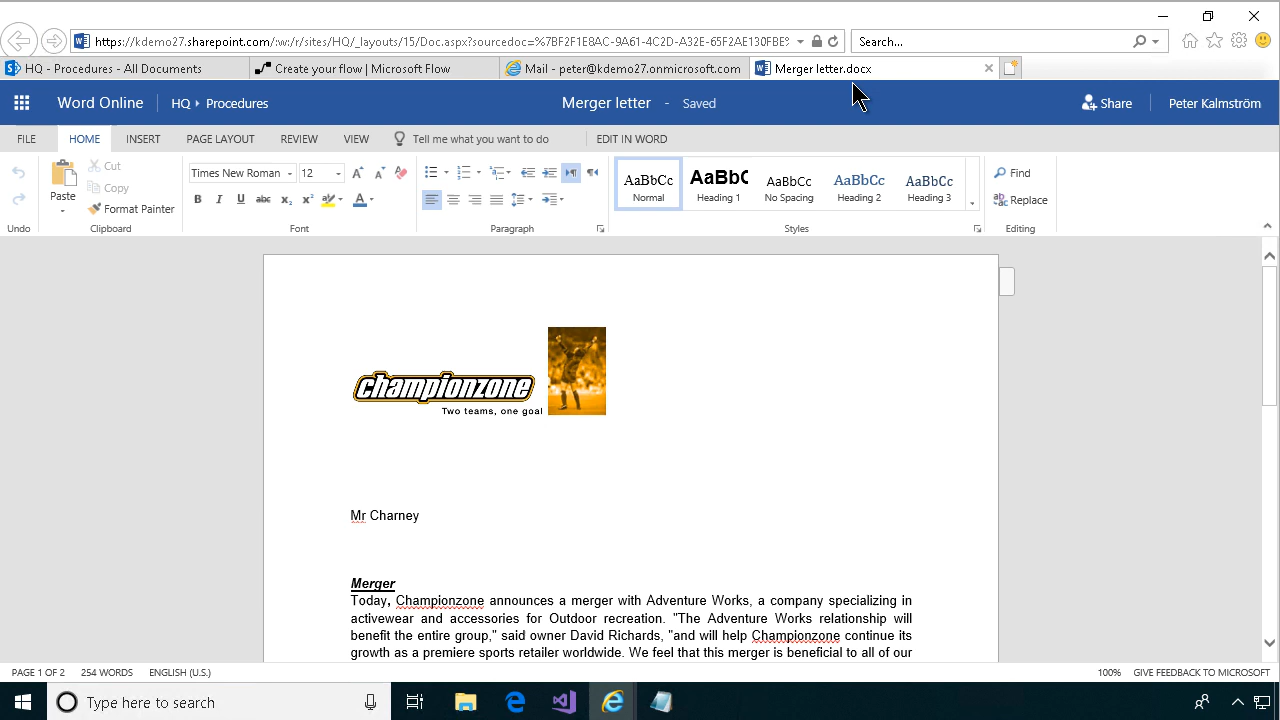 https://kdemo27.sharepoint.com/:w:/r/sites/HQ/_layouts/15/Doc.aspx?sourcedoc=%7BE2F1E8AC-9A61-4C2D-A32E-65F2AE130FBE%
Search...
HQ - Procedures - All Documents
Create your flow | Microsoft Flow
Mail - peter@kdemo27.onmicrosoft.com
Merger letter.docx
Word Online
HQ ▸ Procedures
Merger letter - Saved
Share
Peter Kalmström
FILE HOME INSERT PAGE LAYOUT REVIEW VIEW Tell me what you want to do EDIT IN WORD
Paste
Cut
Copy
Format Painter
Times New Roman 12
AaBbCc AaBbC AaBbCc AaBbCc AaBbCc
Normal Heading 1 No Spacing Heading 2 Heading 3
Find
Replace
Undo Clipboard Font Paragraph Styles Editing
championzone
Two teams, one goal
Mr Charney
Merger
Today, Championzone announces a merger with Adventure Works, a company specializing in
activewear and accessories for Outdoor recreation. "The Adventure Works relationship will
benefit the entire group," said owner David Richards, "and will help Championzone continue its
growth as a premiere sports retailer worldwide. We feel that this merger is beneficial to all of our
PAGE 1 OF 2 254 WORDS ENGLISH (U.S.) 100% GIVE FEEDBACK TO MICROSOFT
Type here to search